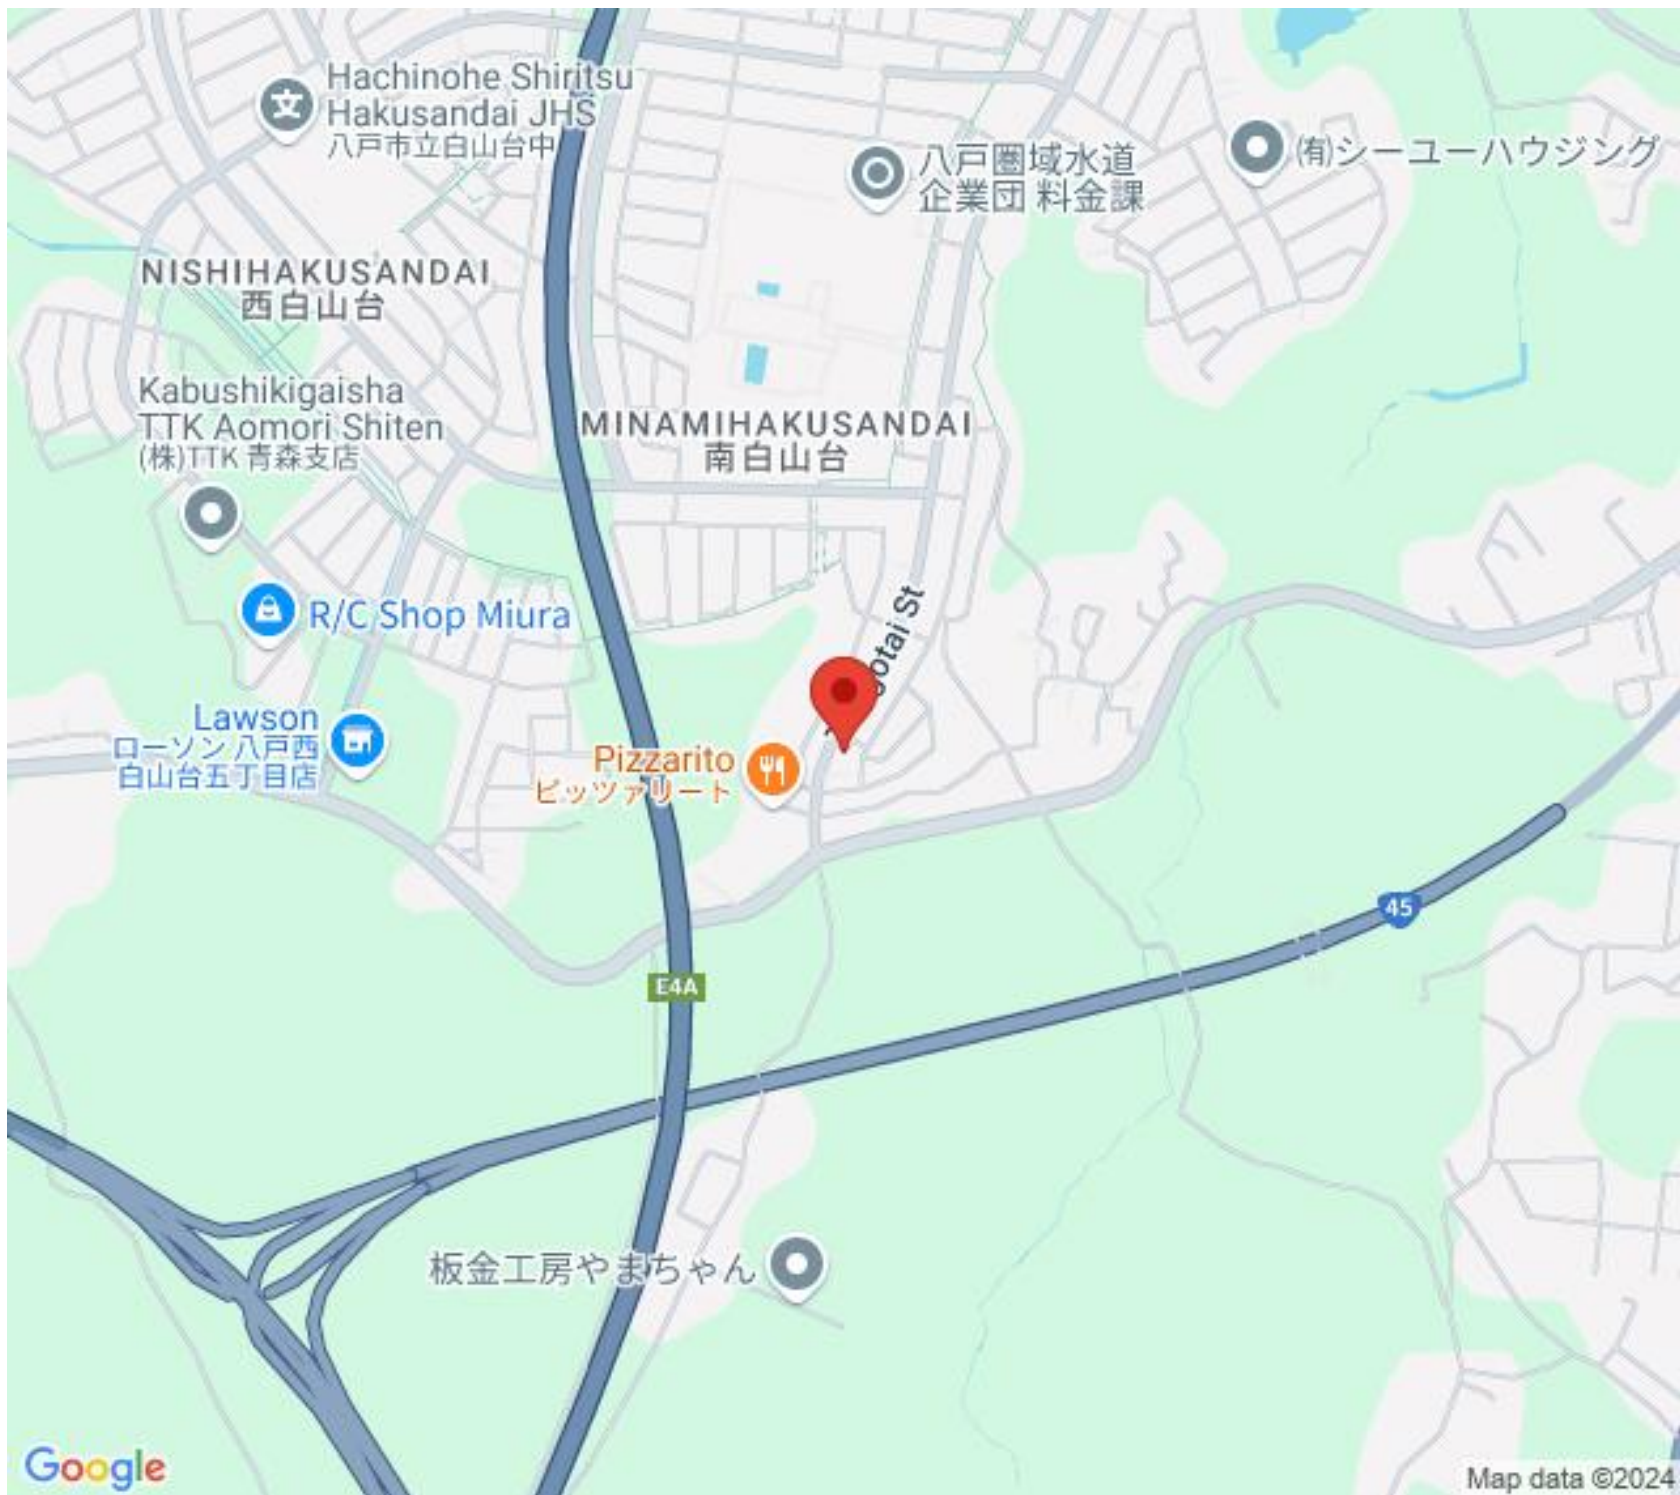 Hachinohe Shiritsu
Hakusandai JHS
八戸市立白山台中
八戸圏域水道
企業団 料金課
(有)シーユーハウジング
NISHIHAKUSANDAI
西白山台
Kabushikigaisha
TTK Aomori Shiten
(株)TTK 青森支店
MINAMIHAKUSANDAI
南白山台
R/C Shop Miura
St
Lawson
ローソン 八戸西
白山台五丁目店
Pizzarito
ピッツァリート
45
E4A
板金工房やまちゃん
Google
Map data ©2024